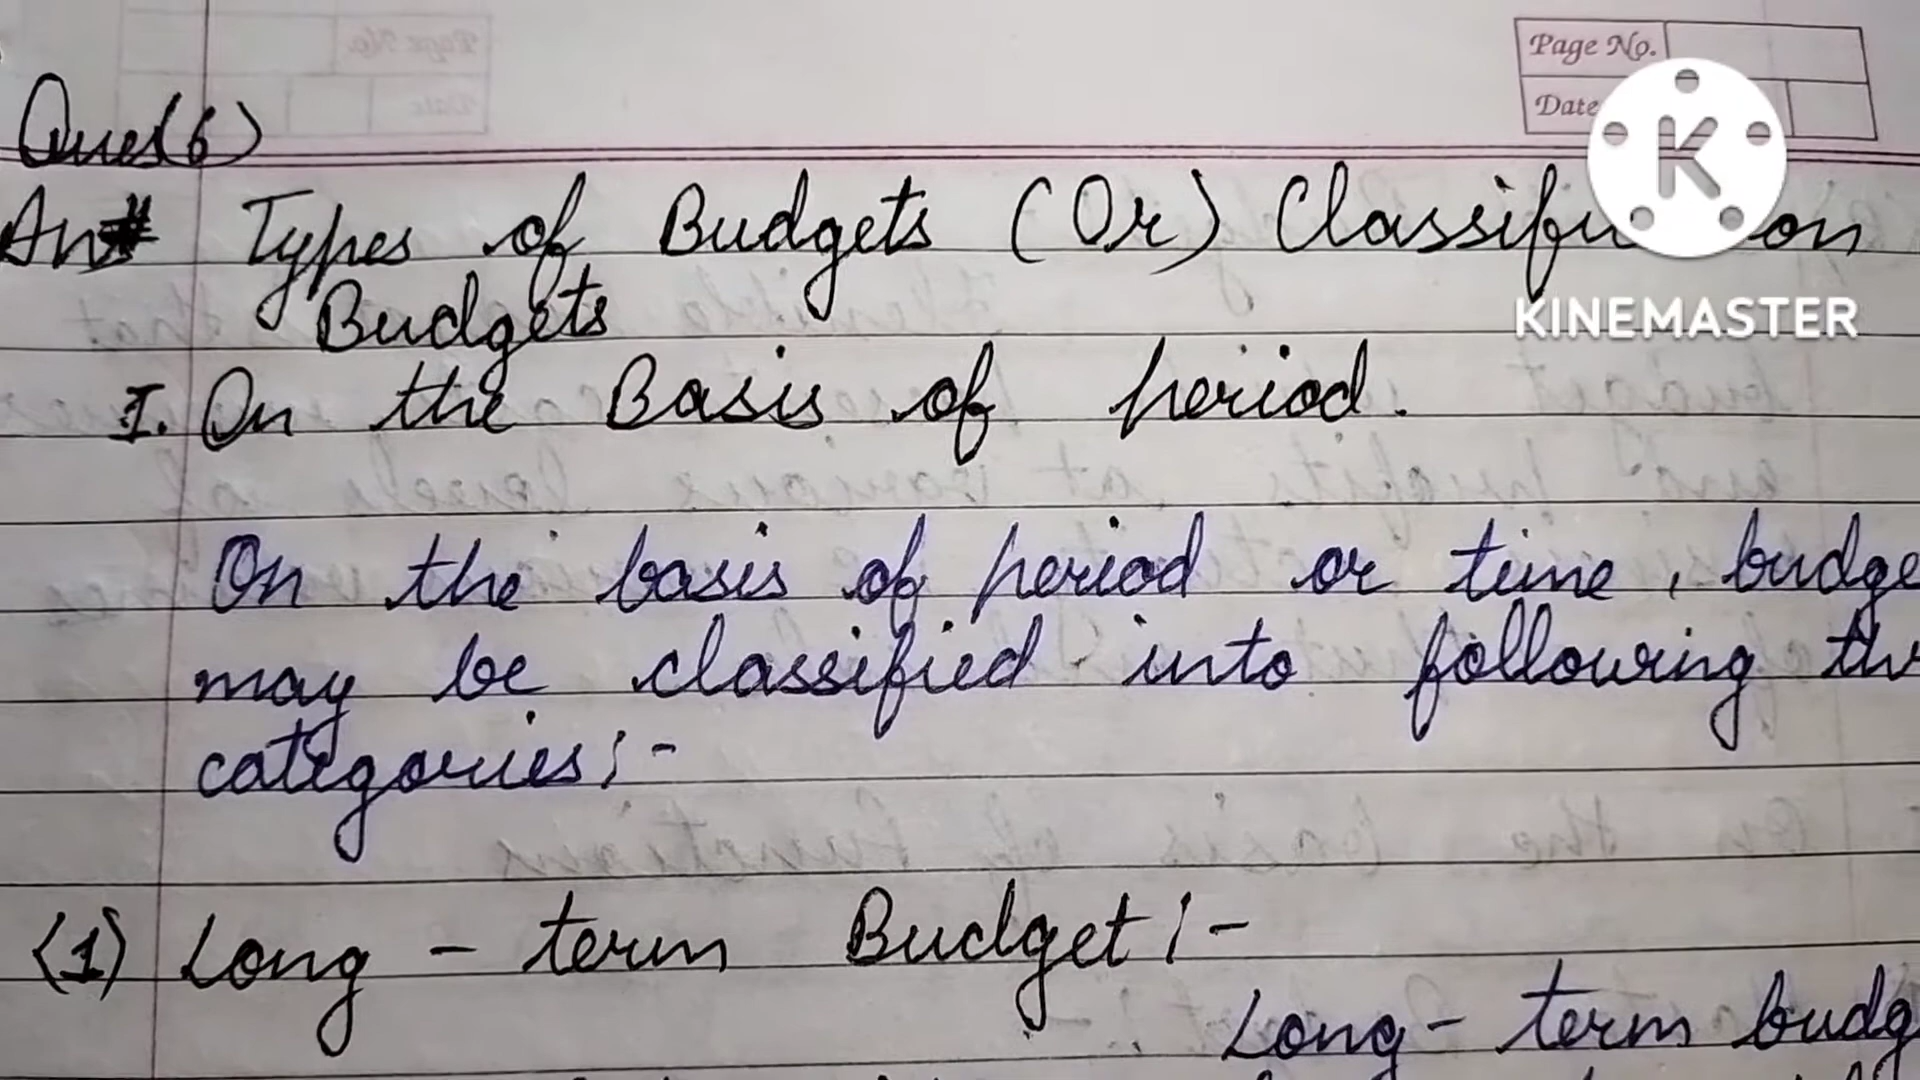 Page No.
Date
Ques(6)
Ans# Types of Budgets (Or) Classifi on
Budgets
I. On the Basis of period.
On the basis of period or time, budge
may be classified into following th
categories:-
(1) Long - term Budget :-
Long - term budg
KINEMASTER